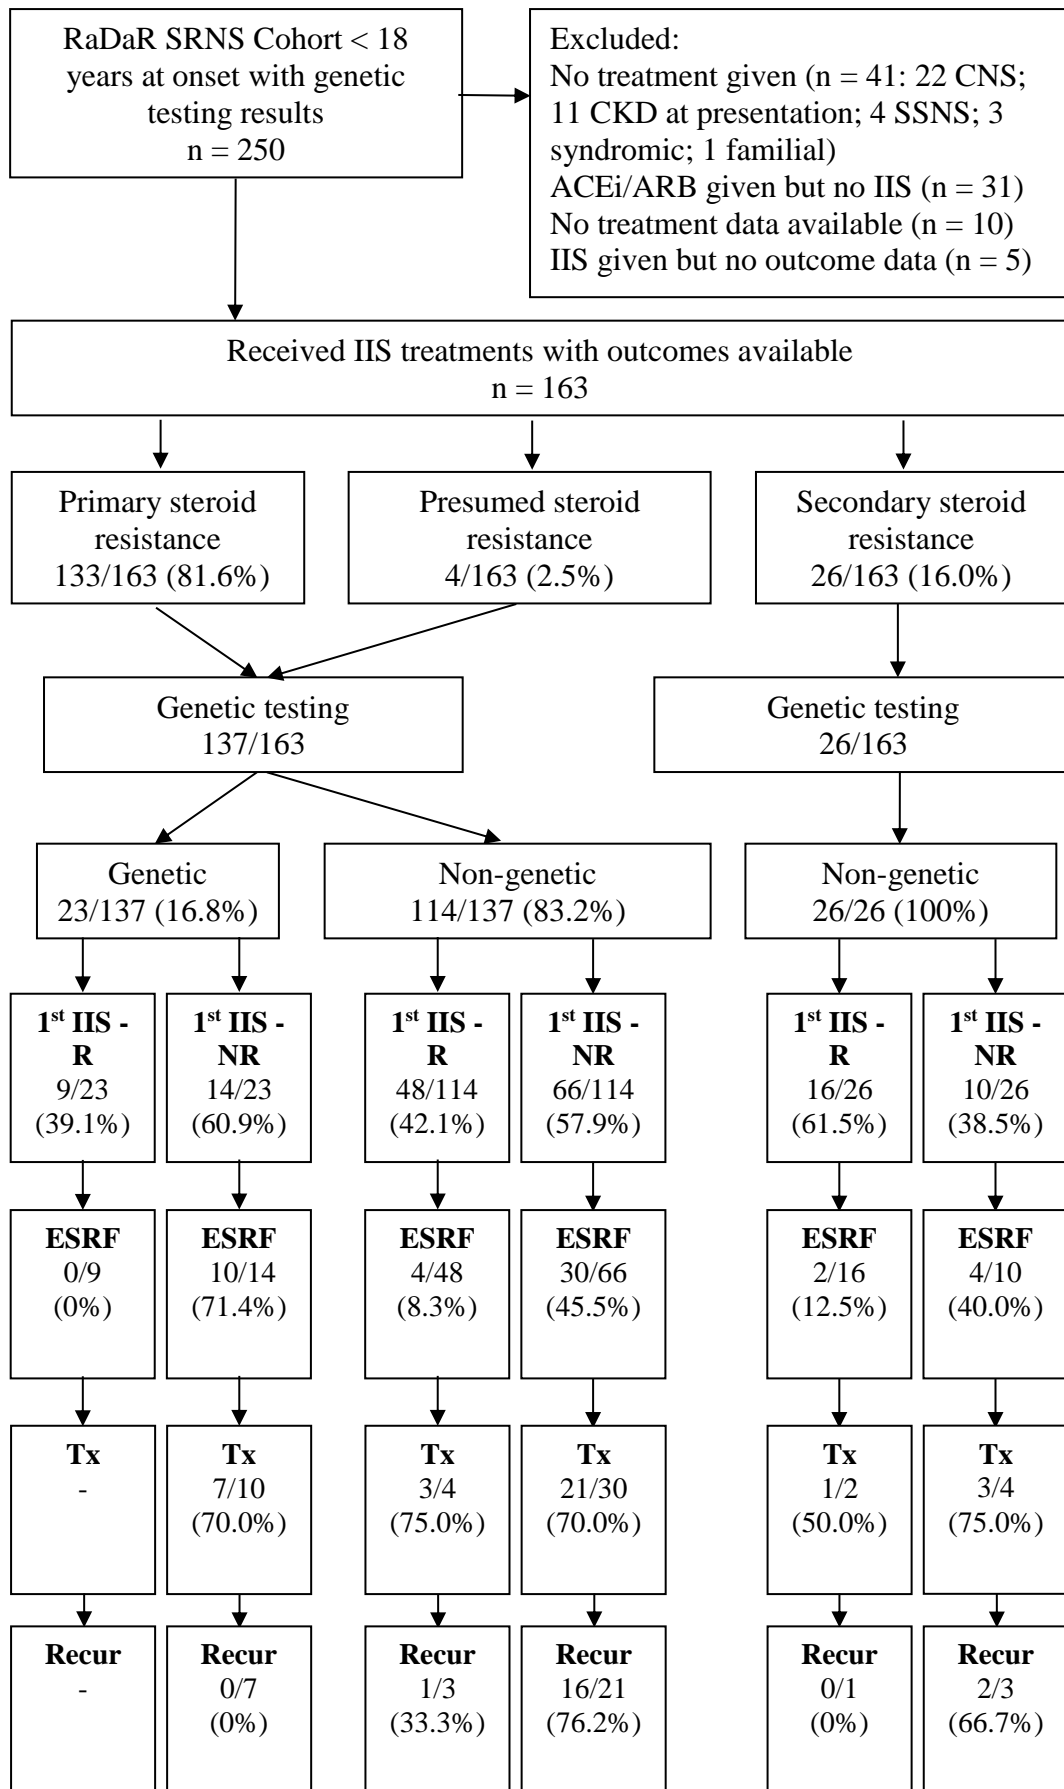 RaDaR SRNS Cohort < 18
years at onset with genetic
testing results
n = 250
Excluded:
No treatment given (n = 41: 22 CNS;
11 CKD at presentation; 4 SSNS; 3
syndromic; 1 familial)
ACEi/ARB given but no IIS (n = 31)
No treatment data available (n = 10)
IIS given but no outcome data (n = 5)
Received IIS treatments with outcomes available
n = 163
Primary steroid
resistance
133/163 (81.6%)
Presumed steroid
resistance
4/163 (2.5%)
Secondary steroid
resistance
26/163 (16.0%)
Genetic testing
137/163
Genetic testing
26/163
Genetic
23/137 (16.8%)
Non-genetic
114/137 (83.2%)
Non-genetic
26/26 (100%)
1st IIS -
R
9/23
(39.1%)
1st IIS -
NR
14/23
(60.9%)
1st IIS -
R
48/114
(42.1%)
1st IIS -
NR
66/114
(57.9%)
1st IIS -
R
16/26
(61.5%)
1st IIS -
NR
10/26
(38.5%)
ESRF
0/9
(0%)
ESRF
10/14
(71.4%)
ESRF
4/48
(8.3%)
ESRF
30/66
(45.5%)
ESRF
2/16
(12.5%)
ESRF
4/10
(40.0%)
Tx
-
Tx
7/10
(70.0%)
Tx
3/4
(75.0%)
Tx
21/30
(70.0%)
Tx
1/2
(50.0%)
Tx
3/4
(75.0%)
Recur
-
Recur
0/7
(0%)
Recur
1/3
(33.3%)
Recur
16/21
(76.2%)
Recur
0/1
(0%)
Recur
2/3
(66.7%)